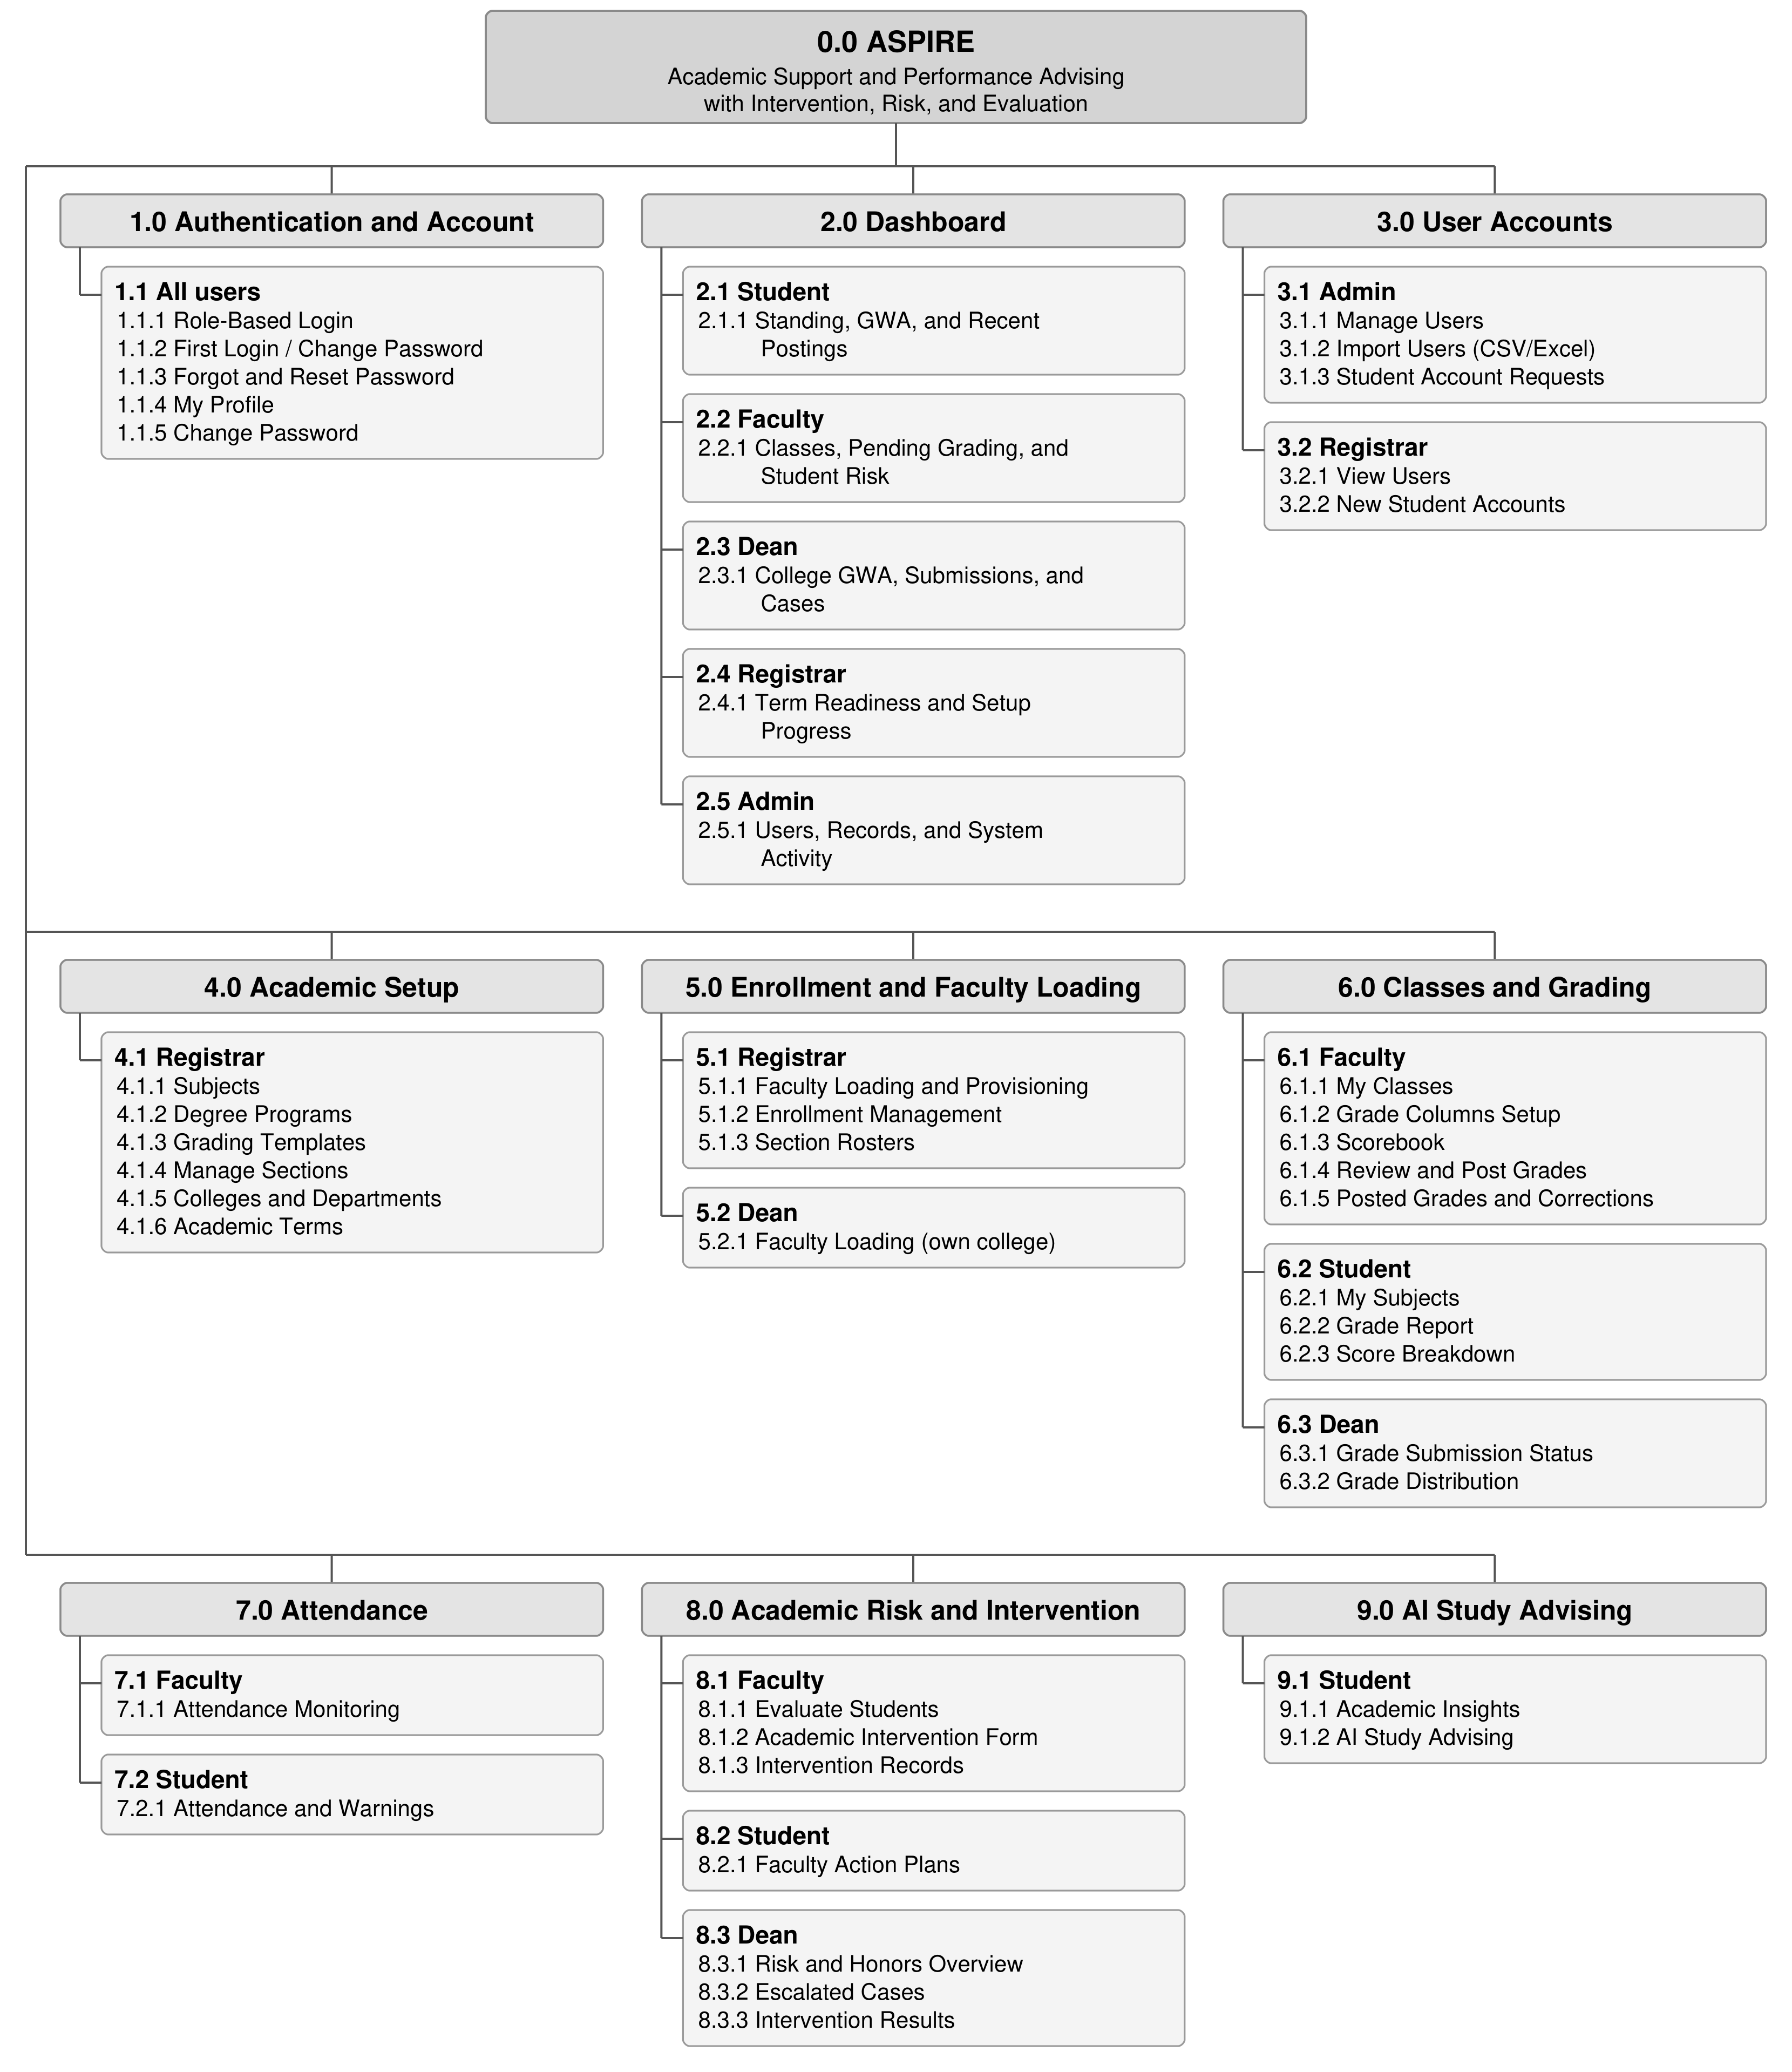 0.0 ASPIRE
Academic Support and Performance Advising
with Intervention, Risk, and Evaluation
1.0 Authentication and Account
1.1 All users
1.1.1 Role-Based Login
1.1.2 First Login / Change Password
1.1.3 Forgot and Reset Password
1.1.4 My Profile
1.1.5 Change Password
2.0 Dashboard
2.1 Student
2.1.1 Standing, GWA, and Recent
Postings
2.2 Faculty
2.2.1 Classes, Pending Grading, and
Student Risk
2.3 Dean
2.3.1 College GWA, Submissions, and
Cases
2.4 Registrar
2.4.1 Term Readiness and Setup
Progress
2.5 Admin
2.5.1 Users, Records, and System
Activity
3.0 User Accounts
3.1 Admin
3.1.1 Manage Users
3.1.2 Import Users (CSV/Excel)
3.1.3 Student Account Requests
3.2 Registrar
3.2.1 View Users
3.2.2 New Student Accounts
4.0 Academic Setup
4.1 Registrar
4.1.1 Subjects
4.1.2 Degree Programs
4.1.3 Grading Templates
4.1.4 Manage Sections
4.1.5 Colleges and Departments
4.1.6 Academic Terms
5.0 Enrollment and Faculty Loading
5.1 Registrar
5.1.1 Faculty Loading and Provisioning
5.1.2 Enrollment Management
5.1.3 Section Rosters
5.2 Dean
5.2.1 Faculty Loading (own college)
6.0 Classes and Grading
6.1 Faculty
6.1.1 My Classes
6.1.2 Grade Columns Setup
6.1.3 Scorebook
6.1.4 Review and Post Grades
6.1.5 Posted Grades and Corrections
6.2 Student
6.2.1 My Subjects
6.2.2 Grade Report
6.2.3 Score Breakdown
6.3 Dean
6.3.1 Grade Submission Status
6.3.2 Grade Distribution
7.0 Attendance
7.1 Faculty
7.1.1 Attendance Monitoring
7.2 Student
7.2.1 Attendance and Warnings
8.0 Academic Risk and Intervention
8.1 Faculty
8.1.1 Evaluate Students
8.1.2 Academic Intervention Form
8.1.3 Intervention Records
8.2 Student
8.2.1 Faculty Action Plans
8.3 Dean
8.3.1 Risk and Honors Overview
8.3.2 Escalated Cases
8.3.3 Intervention Results
9.0 AI Study Advising
9.1 Student
9.1.1 Academic Insights
9.1.2 AI Study Advising